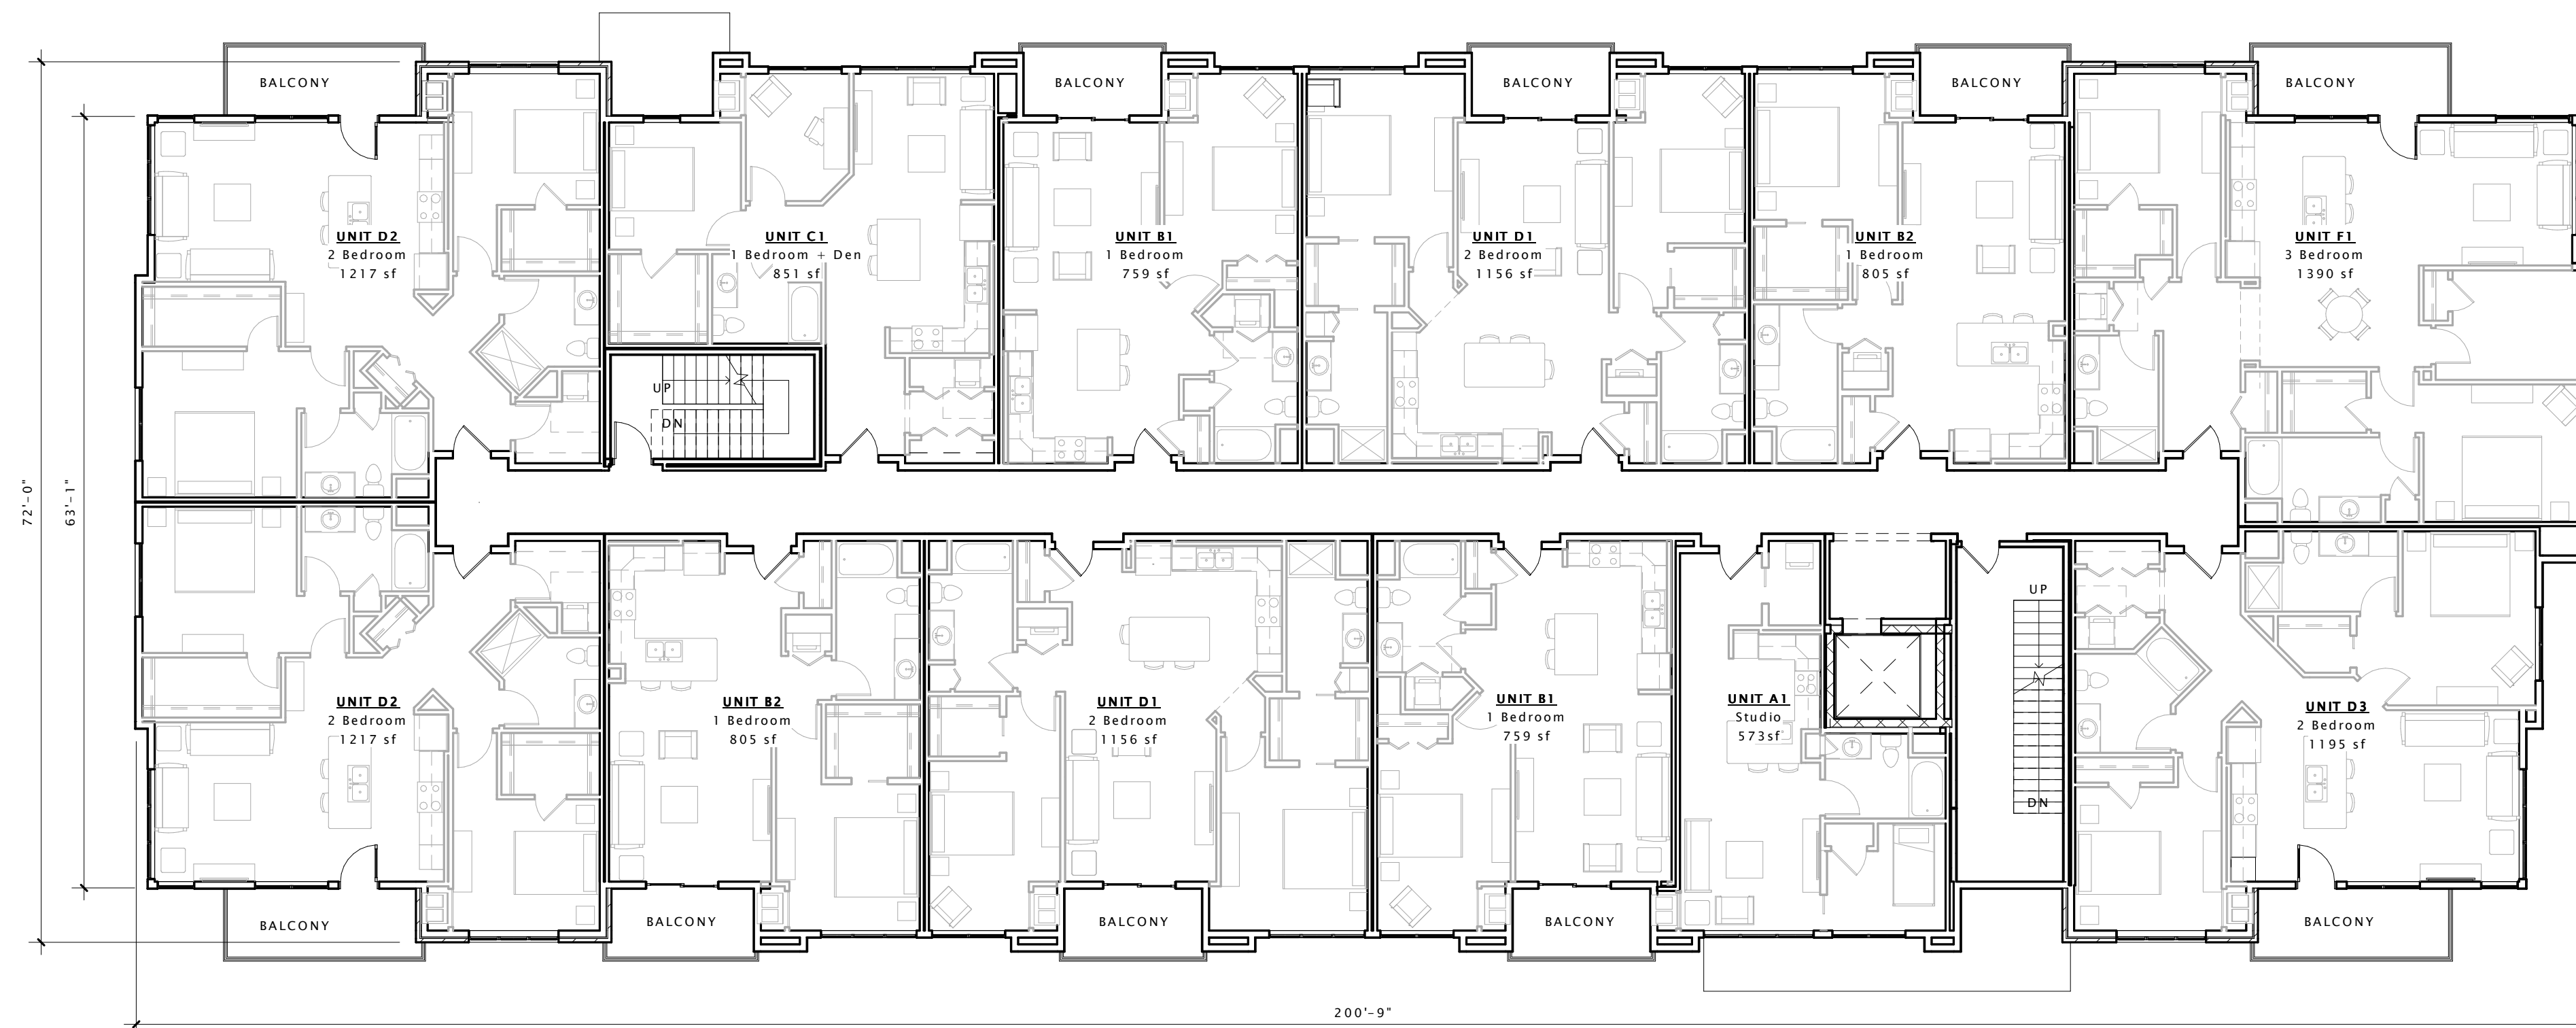 BALCONY
BALCONY
BALCONY
BALCONY
BALCONY
UNIT D2
2 Bedroom
1217 sf
UNIT C1
1 Bedroom + Den
851 sf
UNIT B1
1 Bedroom
759 sf
UNIT D1
2 Bedroom
1156 sf
UNIT B2
1 Bedroom
805 sf
UNIT F1
3 Bedroom
1390 sf
UP
DN
72'-0"
63'-1"
UP
DN
UNIT D2
2 Bedroom
1217 sf
UNIT B2
1 Bedroom
805 sf
UNIT D1
2 Bedroom
1156 sf
UNIT B1
1 Bedroom
759 sf
UNIT A1
Studio
573sf
UNIT D3
2 Bedroom
1195 sf
BALCONY
BALCONY
BALCONY
BALCONY
BALCONY
200'-9"